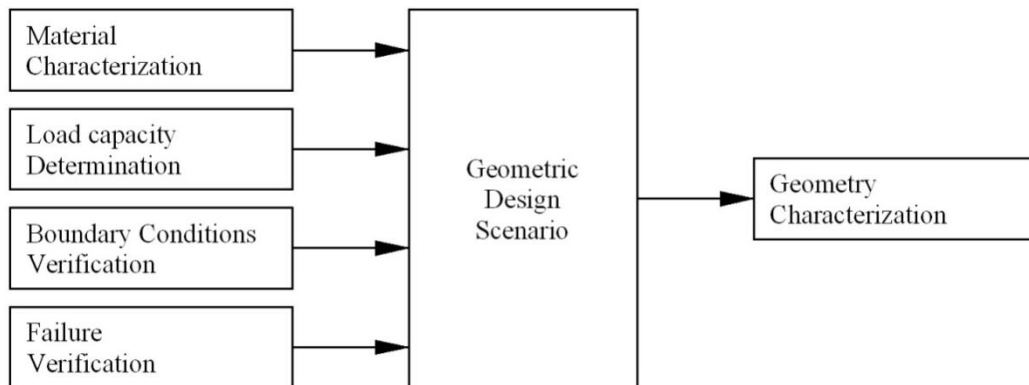 Material
Characterization
Load capacity
Determination
Boundary Conditions
Verification
Failure
Verification
Geometric
Design
Scenario
Geometry
Characterization